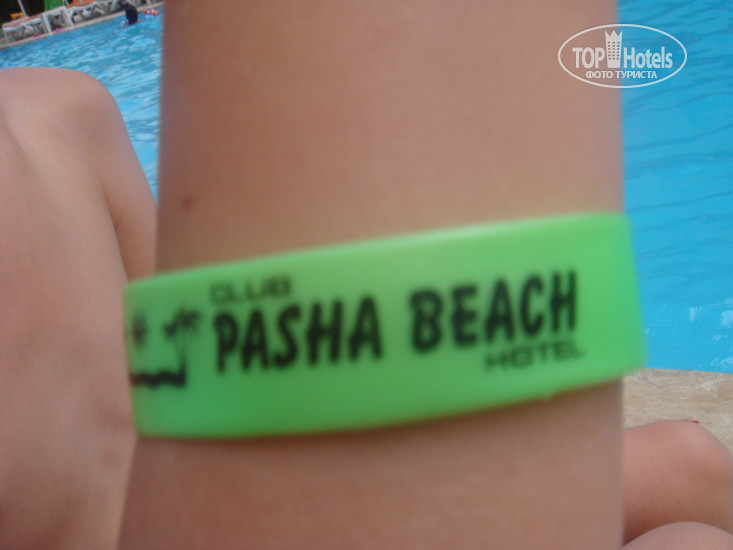 TOP Hotels
ФОТО ТУРИСТА
CLUB
PASHA BEACH
HOTEL